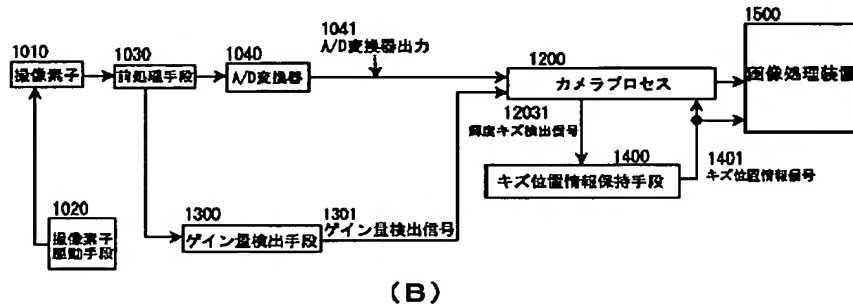 1010
撮像素子
1030
前処理手段
1040
A/D変換器
1041
A/D変換器出力
1200
カメラプロセス
1500
画像処理装置
12031
輝度キズ検出信号
1400
キズ位置情報保持手段
1401
キズ位置情報信号
1020
撮像素子
駆動手段
1300
ゲイン量検出手段
1301
ゲイン量検出信号
(B)